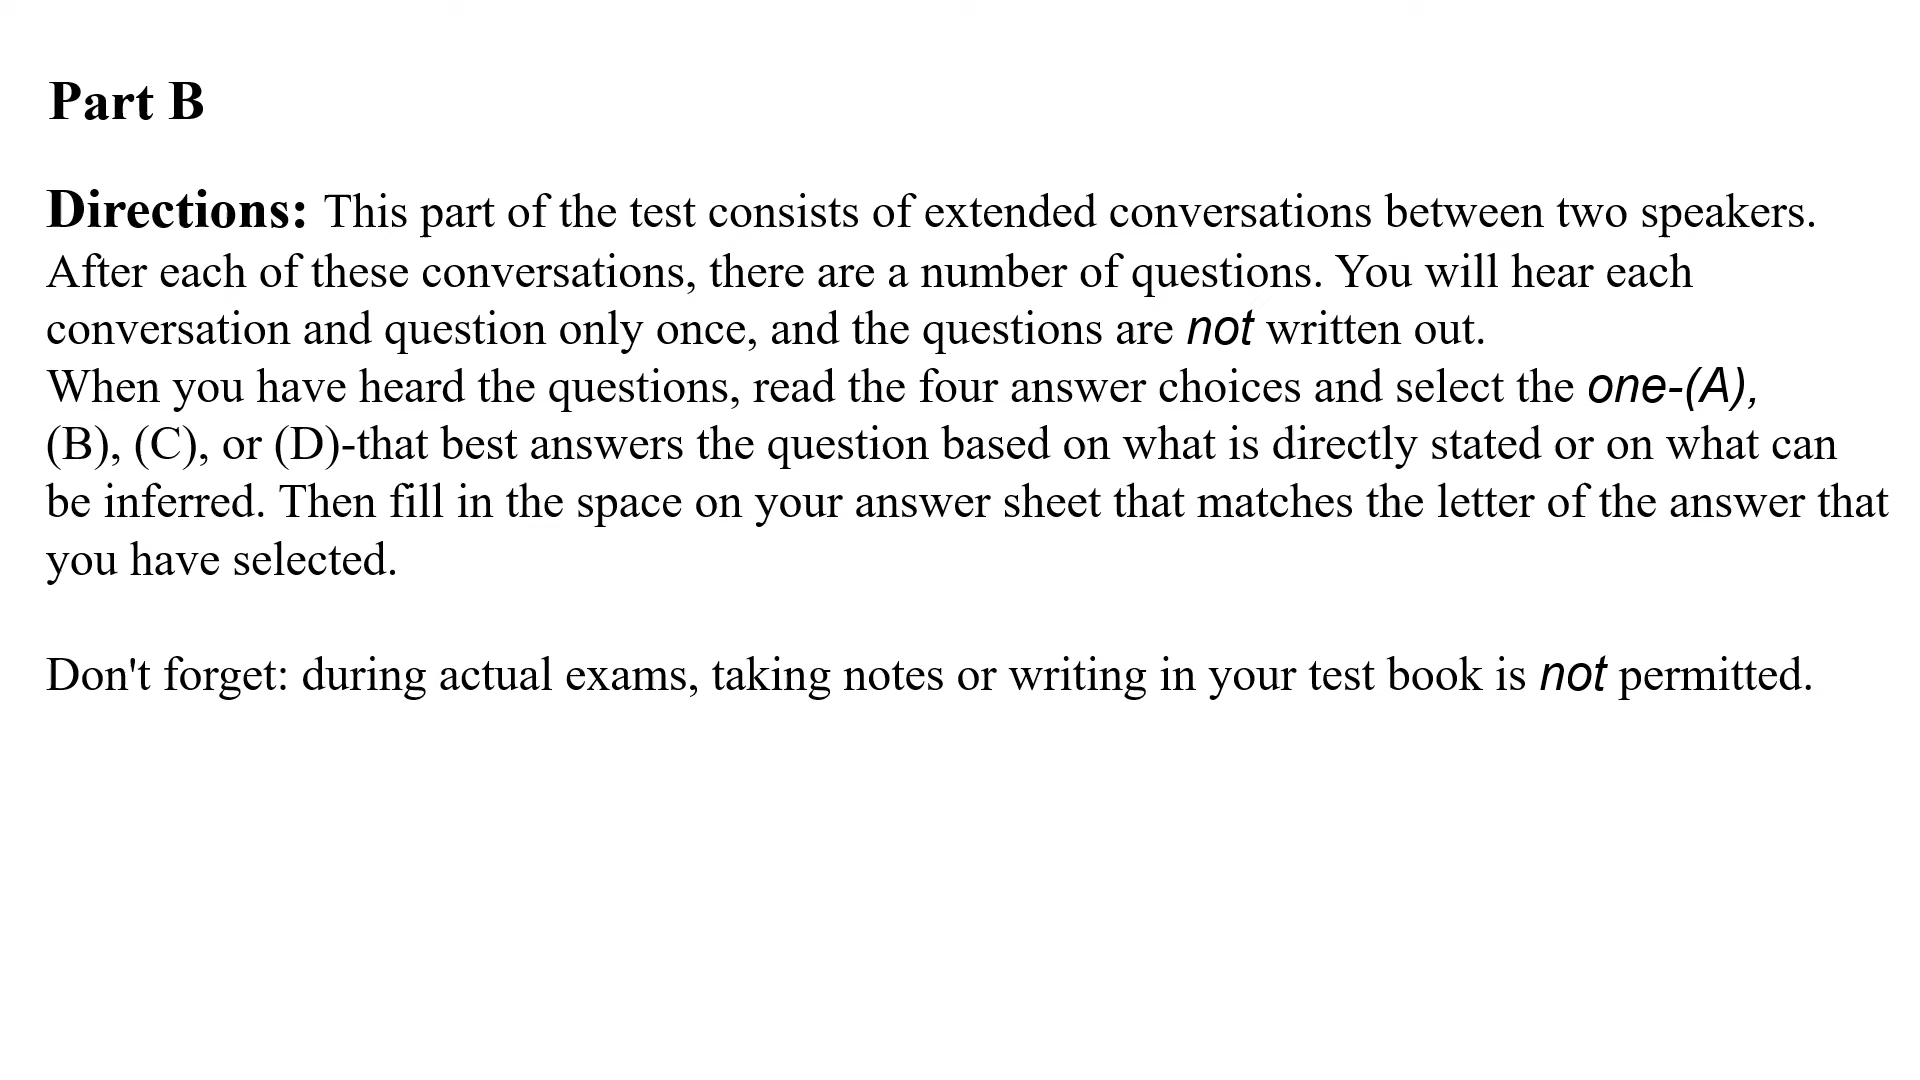 Part B
Directions: This part of the test consists of extended conversations between two speakers.
After each of these conversations, there are a number of questions. You will hear each
conversation and question only once, and the questions are not written out.
When you have heard the questions, read the four answer choices and select the one-(A),
(B), (C), or (D)-that best answers the question based on what is directly stated or on what can
be inferred. Then fill in the space on your answer sheet that matches the letter of the answer that
you have selected.
Don't forget: during actual exams, taking notes or writing in your test book is not permitted.